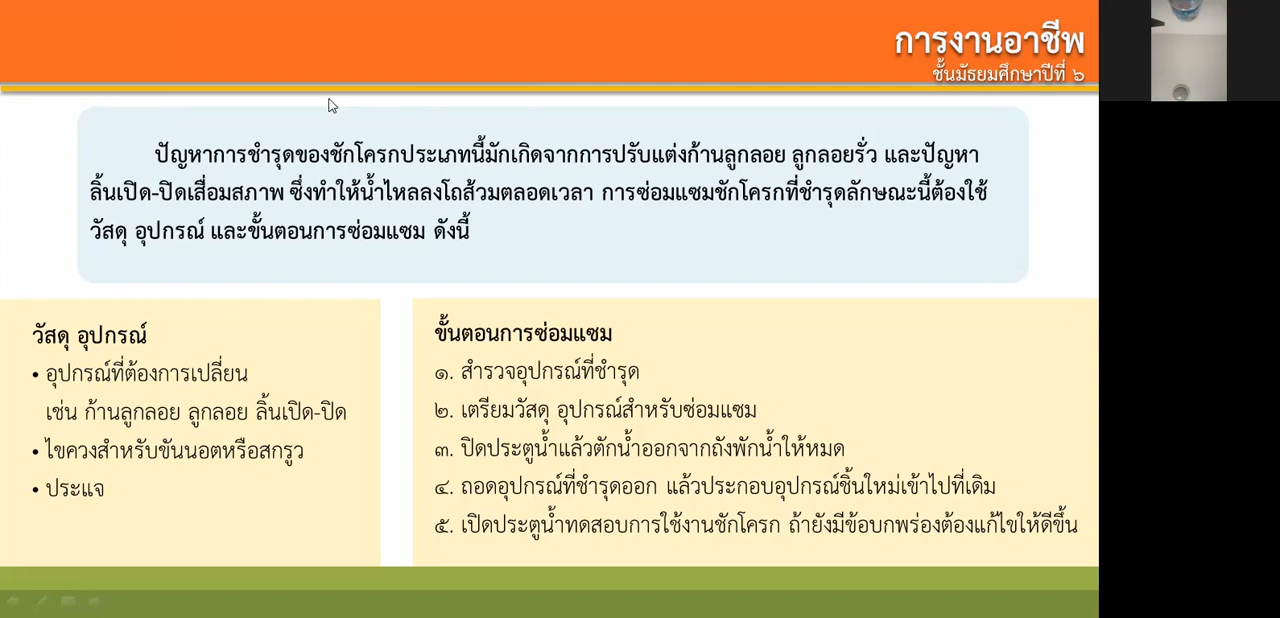 การงานอาชีพ
ชั้นมัธยมศึกษาปีที่ ๖
ปัญหาการชำรุดของชักโครกประเภทนี้มักเกิดจากการปรับแต่งก้านลูกลอย ลูกลอยรั่ว และปัญหา
ลิ้นเปิด-ปิดเสื่อมสภาพ ซึ่งทำให้น้ำไหลลงโถส้วมตลอดเวลา การซ่อมแซมชักโครกที่ชำรุดลักษณะนี้ต้องใช้
วัสดุ อุปกรณ์ และขั้นตอนการซ่อมแซม ดังนี้
วัสดุ อุปกรณ์
• อุปกรณ์ที่ต้องการเปลี่ยน
เช่น ก้านลูกลอย ลูกลอย ลิ้นเปิด-ปิด
• ไขควงสำหรับขันนอตหรือสกรูว
• ประแจ
ขั้นตอนการซ่อมแซม
๑. สำรวจอุปกรณ์ที่ชำรุด
๒. เตรียมวัสดุ อุปกรณ์สำหรับซ่อมแซม
๓. ปิดประตูน้ำแล้วตักน้ำออกจากถังพักน้ำให้หมด
๔. ถอดอุปกรณ์ที่ชำรุดออก แล้วประกอบอุปกรณ์ชิ้นใหม่เข้าไปที่เดิม
๕. เปิดประตูน้ำทดสอบการใช้งานชักโครก ถ้ายังมีข้อบกพร่องต้องแก้ไขให้ดีขึ้น